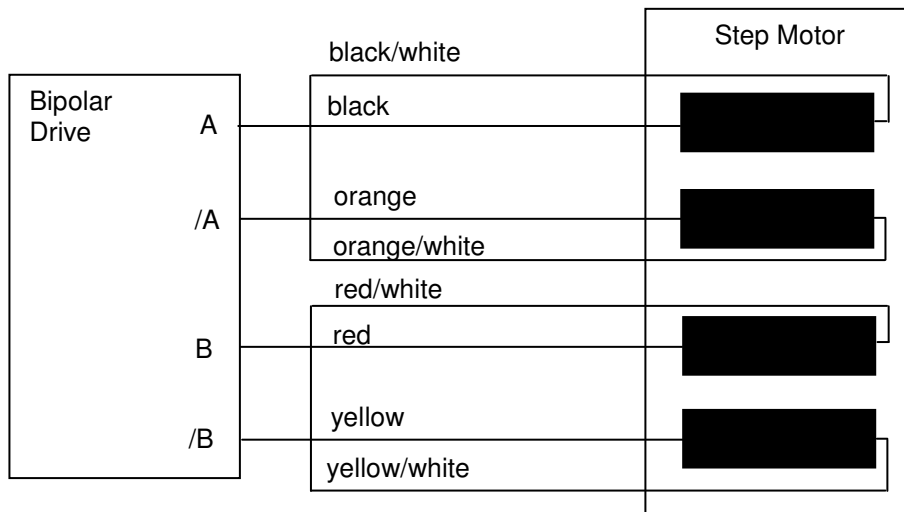 Step Motor
black/white
Bipolar
Drive
A
black
/A
orange
orange/white
red/white
B
red
/B
yellow
yellow/white